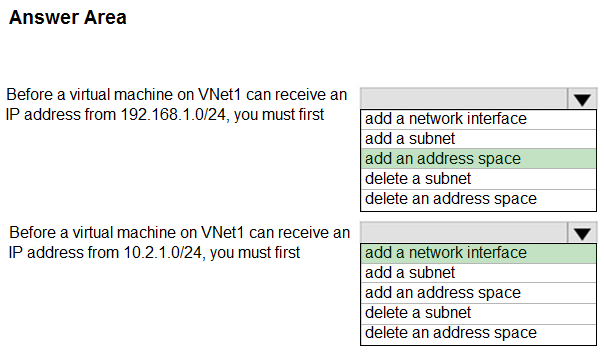 Answer Area
Before a virtual machine on VNet1 can receive an
IP address from 192.168.1.0/24, you must first
add a network interface
add a subnet
add an address space
delete a subnet
delete an address space
Before a virtual machine on VNet1 can receive an
IP address from 10.2.1.0/24, you must first
add a network interface
add a subnet
add an address space
delete a subnet
delete an address space